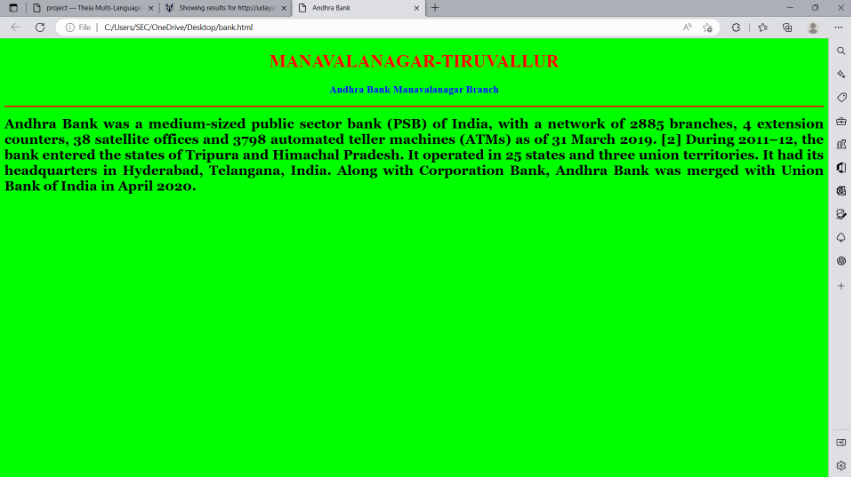 project — Theia Multi-Language
Showing results for http://uday
Andhra Bank
File
C:/Users/SEC/OneDrive/Desktop/bank.html
MANAVALANAGAR-TIRUVALLUR
Andhra Bank Manavalanagar Branch
Andhra Bank was a medium-sized public sector bank (PSB) of India, with a network of 2885 branches, 4 extension
counters, 38 satellite offices and 3798 automated teller machines (ATMs) as of 31 March 2019. [2] During 2011–12, the
bank entered the states of Tripura and Himachal Pradesh. It operated in 25 states and three union territories. It had its
headquarters in Hyderabad, Telangana, India. Along with Corporation Bank, Andhra Bank was merged with Union
Bank of India in April 2020.